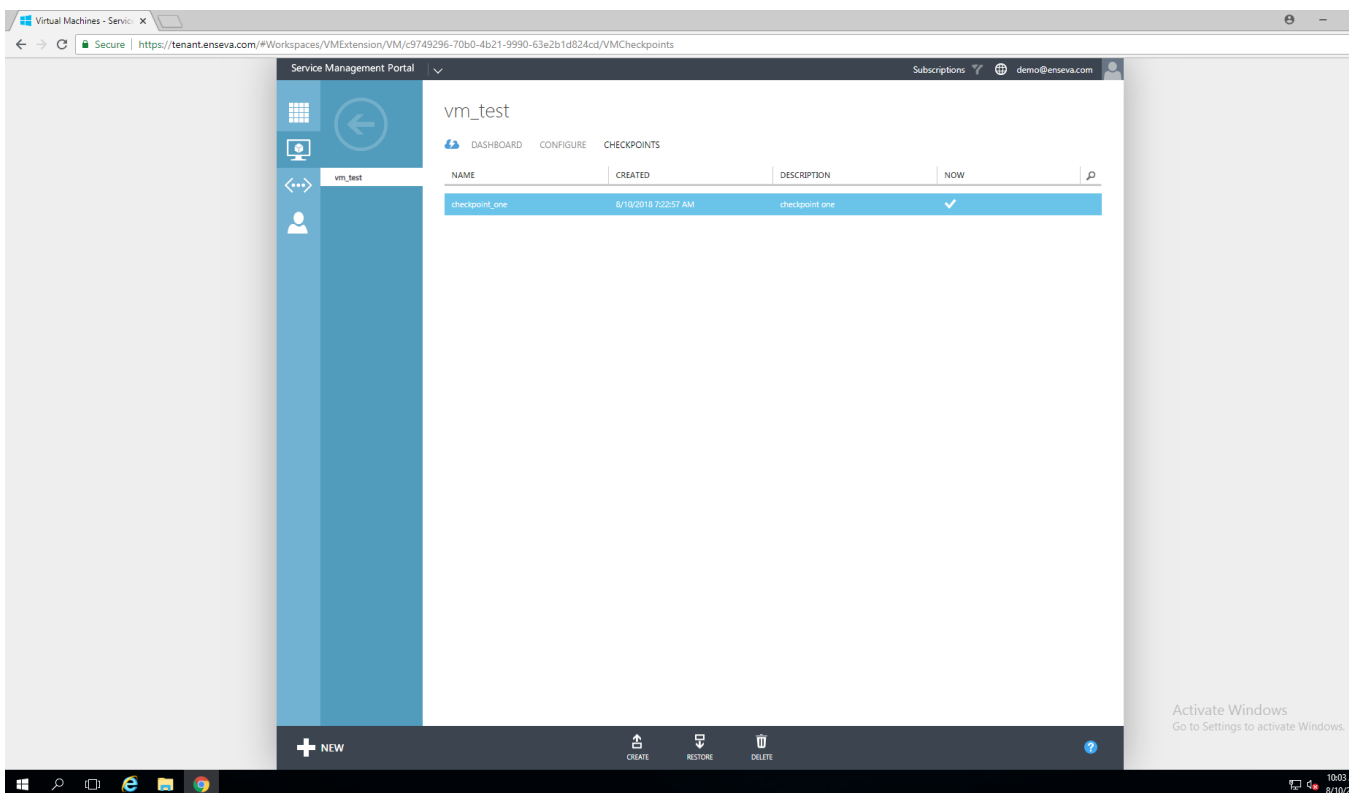 Virtual Machines - Servic
Secure | https://tenant.enseva.com/#Workspaces/VMExtension/VM/c9749296-70b0-4b21-9990-63e2b1d824cd/VMCheckpoints
Service Management Portal Subscriptions demo@enseva.com
vm_test
DASHBOARD CONFIGURE CHECKPOINTS
vm_test
NAME CREATED DESCRIPTION NOW
checkpoint_one 8/10/2018 7:22:57 AM checkpoint one
Activate Windows
Go to Settings to activate Windows.
NEW
CREATE RESTORE DELETE
?
10:03
8/10/2